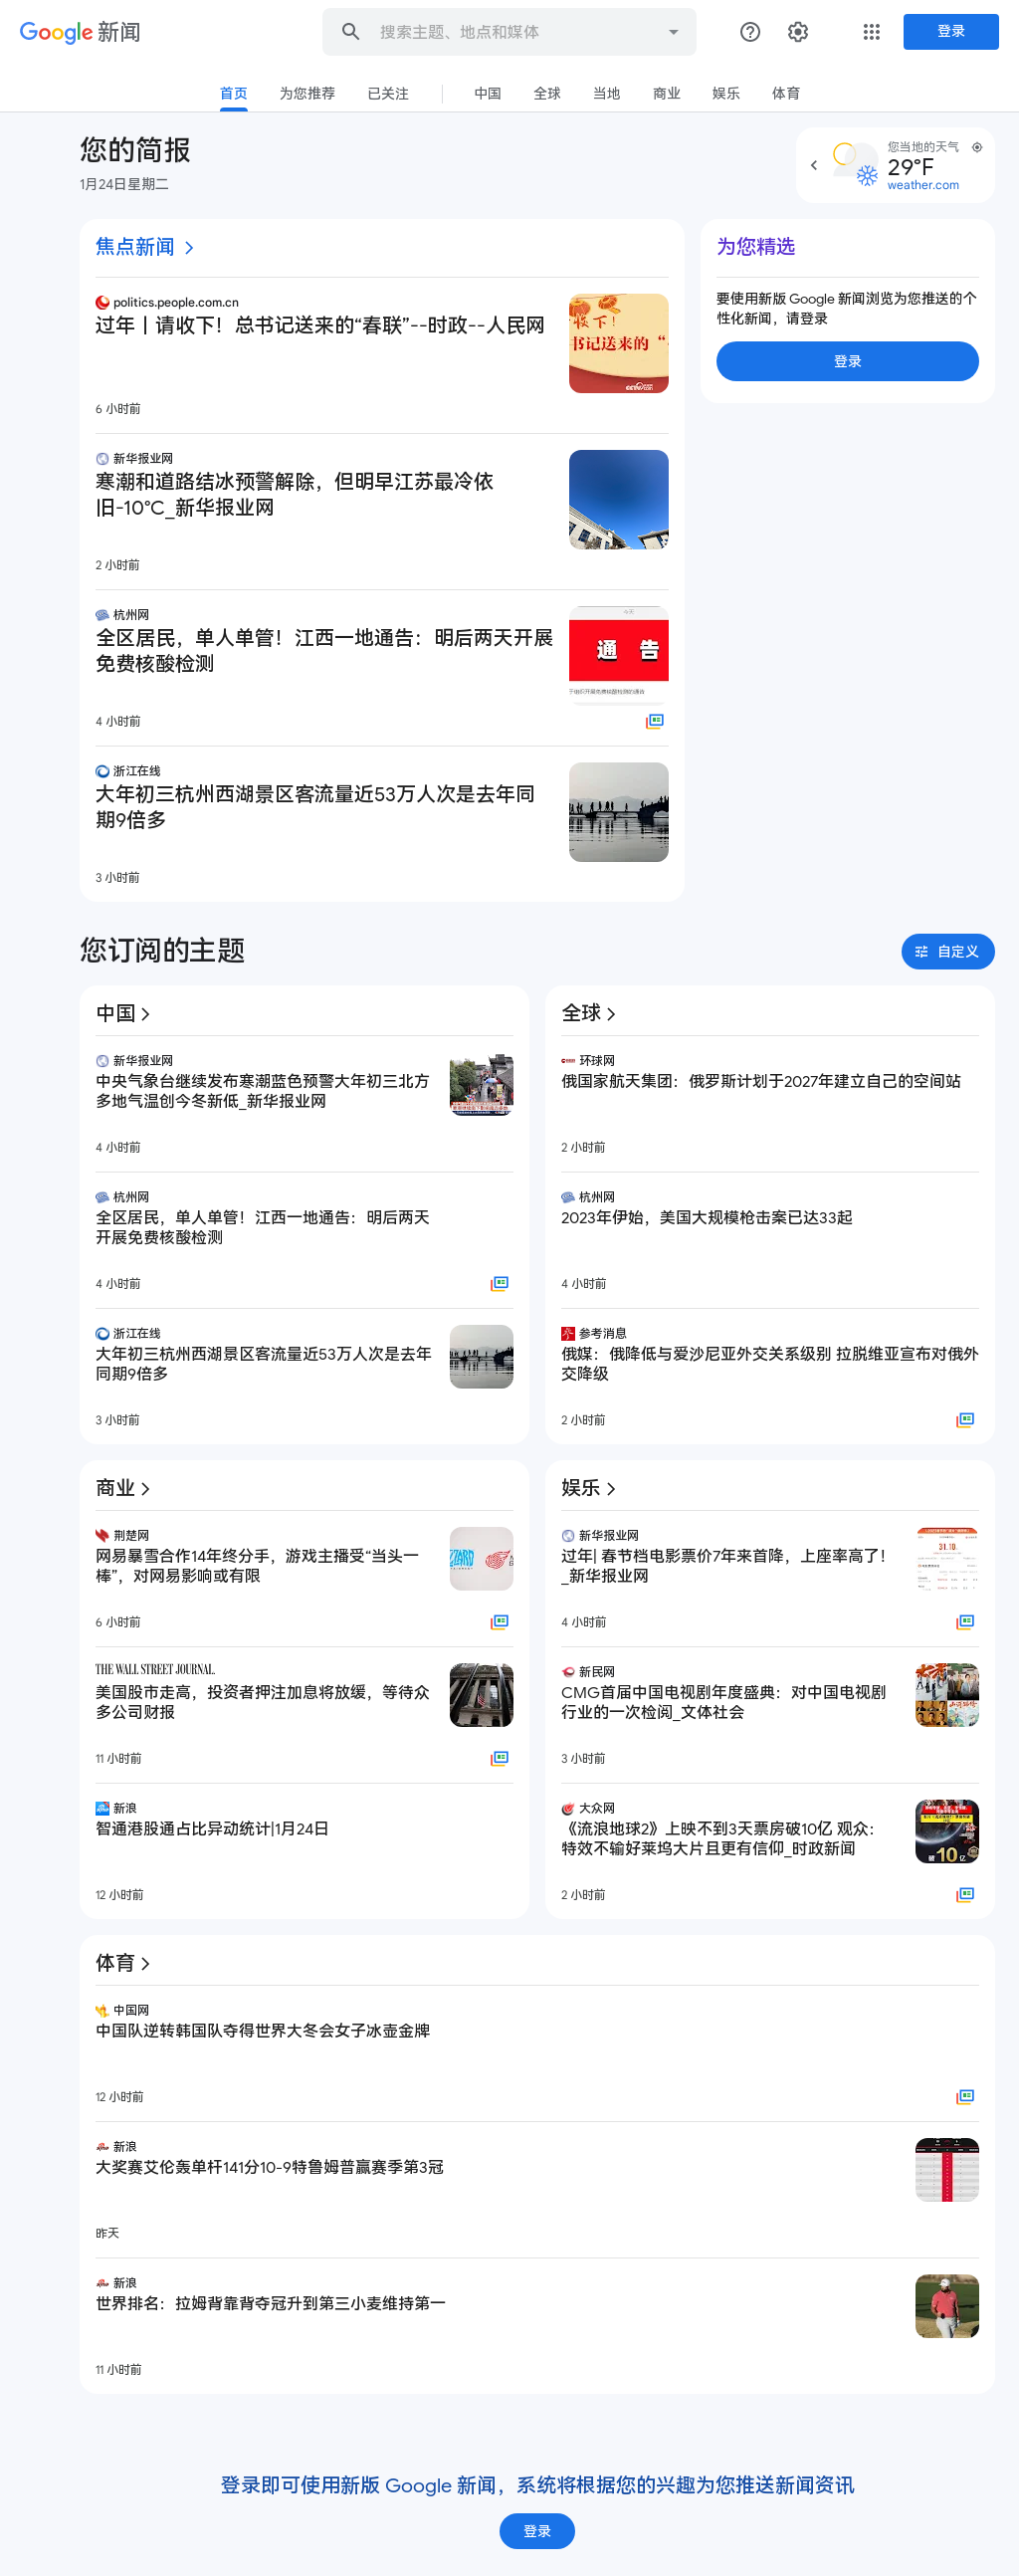 Google 新闻
搜索主题、地点和媒体
登录
首页
为您推荐
已关注
中国
全球
当地
商业
娱乐
体育
您的简报
1月24日星期二
您当地的天气
29°F
weather.com
焦点新闻
politics.people.com.cn
过年丨请收下！总书记送来的“春联”--时政--人民网
6 小时前
新华报业网
寒潮和道路结冰预警解除，但明早江苏最冷依
旧-10℃_新华报业网
2 小时前
杭州网
全区居民，单人单管！江西一地通告：明后两天开展
免费核酸检测
今天
通 告
于组织开展免费核酸检测的通告
4 小时前
浙江在线
大年初三杭州西湖景区客流量近53万人次是去年同
期9倍多
3 小时前
为您精选
要使用新版 Google 新闻浏览为您推送的个
性化新闻，请登录
登录
您订阅的主题
自定义
中国
新华报业网
中央气象台继续发布寒潮蓝色预警大年初三北方
多地气温创今冬新低_新华报业网
4 小时前
杭州网
全区居民，单人单管！江西一地通告：明后两天
开展免费核酸检测
4 小时前
浙江在线
大年初三杭州西湖景区客流量近53万人次是去年
同期9倍多
3 小时前
全球
环球网
俄国家航天集团：俄罗斯计划于2027年建立自己的空间站
2 小时前
杭州网
2023年伊始，美国大规模枪击案已达33起
4 小时前
参考消息
俄媒：俄降低与爱沙尼亚外交关系级别 拉脱维亚宣布对俄外
交降级
2 小时前
商业
荆楚网
网易暴雪合作14年终分手，游戏主播受“当头一
棒”，对网易影响或有限
6 小时前
THE WALL STREET JOURNAL.
美国股市走高，投资者押注加息将放缓，等待众
多公司财报
11 小时前
新浪
智通港股通占比异动统计|1月24日
12 小时前
娱乐
新华报业网
过年| 春节档电影票价7年来首降，上座率高了！
_新华报业网
31.10
4 小时前
新民网
CMG首届中国电视剧年度盛典：对中国电视剧
行业的一次检阅_文体社会
3 小时前
大众网
《流浪地球2》上映不到3天票房破10亿 观众：
特效不输好莱坞大片且更有信仰_时政新闻
破10亿
2 小时前
体育
中国网
中国队逆转韩国队夺得世界大冬会女子冰壶金牌
12 小时前
新浪
大奖赛艾伦轰单杆141分10-9特鲁姆普赢赛季第3冠
昨天
新浪
世界排名：拉姆背靠背夺冠升到第三小麦维持第一
11 小时前
登录即可使用新版 Google 新闻，系统将根据您的兴趣为您推送新闻资讯
登录